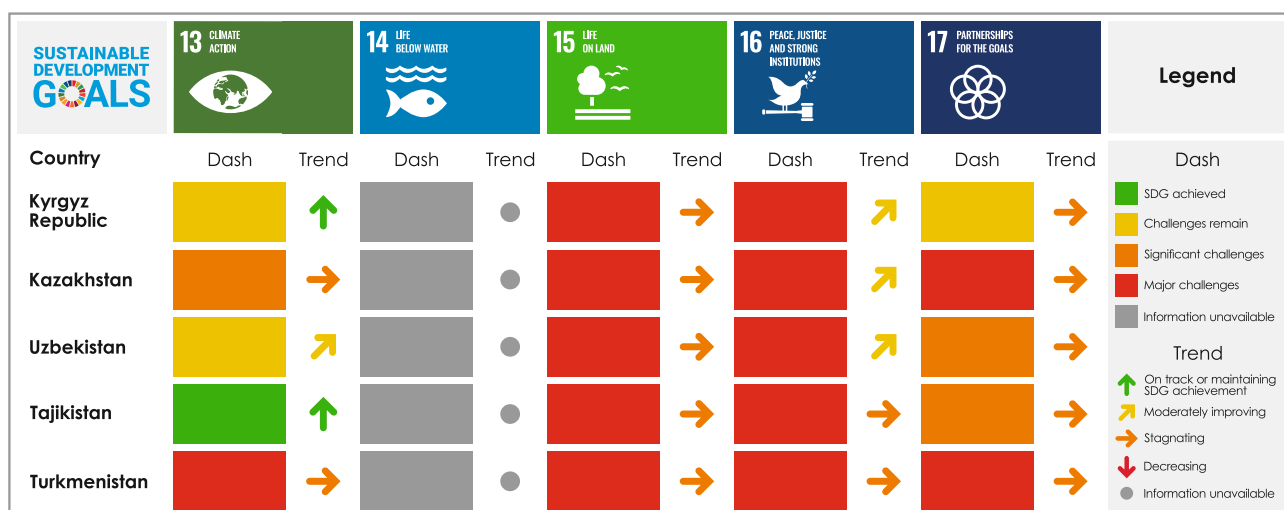 SUSTAINABLE
DEVELOPMENT
GOALS
13 CLIMATE
ACTION
14 LIFE
BELOW WATER
15 LIFE
ON LAND
16 PEACE, JUSTICE
AND STRONG
INSTITUTIONS
17 PARTNERSHIPS
FOR THE GOALS
Legend
Country Dash Trend Dash Trend Dash Trend Dash Trend Dash Trend
Kyrgyz
Republic
Kazakhstan
Uzbekistan
Tajikistan
Turkmenistan
Dash
SDG achieved
Challenges remain
Significant challenges
Major challenges
Information unavailable
Trend
On track or maintaining
SDG achievement
Moderately improving
Stagnating
Decreasing
Information unavailable